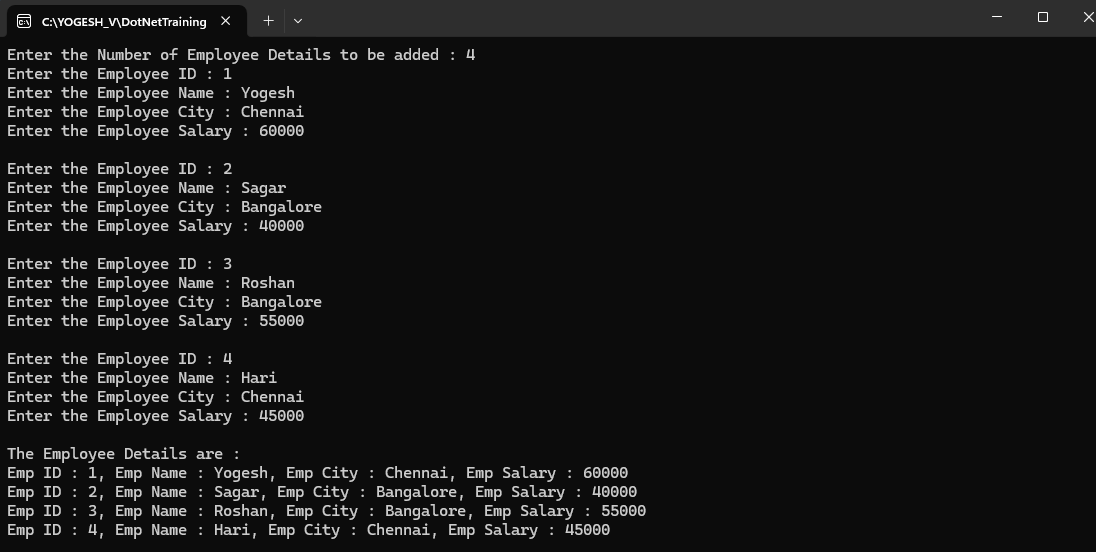 C:\YOGESH_V\DotNetTraining
Enter the Number of Employee Details to be added : 4
Enter the Employee ID : 1
Enter the Employee Name : Yogesh
Enter the Employee City : Chennai
Enter the Employee Salary : 60000
Enter the Employee ID : 2
Enter the Employee Name : Sagar
Enter the Employee City : Bangalore
Enter the Employee Salary : 40000
Enter the Employee ID : 3
Enter the Employee Name : Roshan
Enter the Employee City : Bangalore
Enter the Employee Salary : 55000
Enter the Employee ID : 4
Enter the Employee Name : Hari
Enter the Employee City : Chennai
Enter the Employee Salary : 45000
The Employee Details are :
Emp ID : 1, Emp Name : Yogesh, Emp City : Chennai, Emp Salary : 60000
Emp ID : 2, Emp Name : Sagar, Emp City : Bangalore, Emp Salary : 40000
Emp ID : 3, Emp Name : Roshan, Emp City : Bangalore, Emp Salary : 55000
Emp ID : 4, Emp Name : Hari, Emp City : Chennai, Emp Salary : 45000